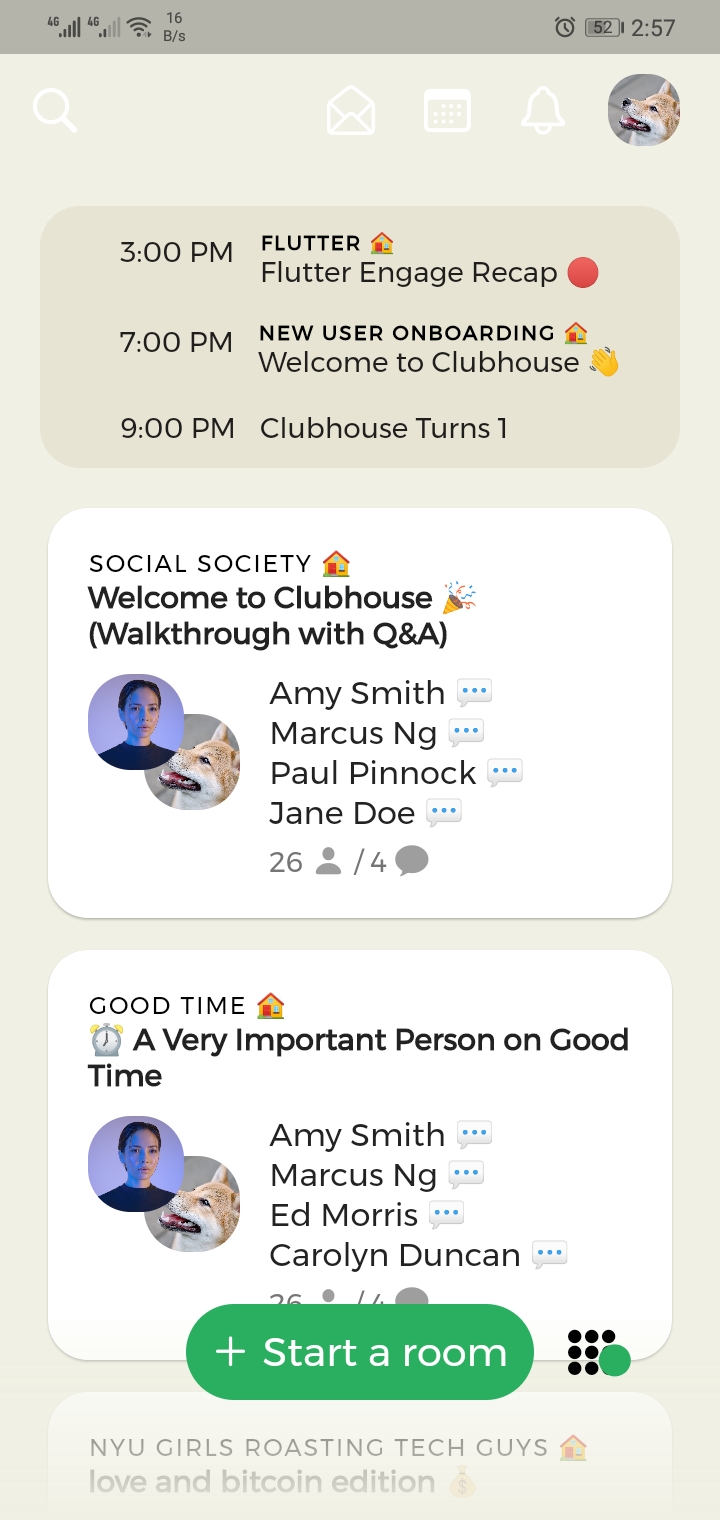 4G 4G 16 B/s 52 2:57
3:00 PM FLUTTER 🏠
Flutter Engage Recap 🔴
7:00 PM NEW USER ONBOARDING 🏠
Welcome to Clubhouse 👋
9:00 PM Clubhouse Turns 1
SOCIAL SOCIETY 🏠
Welcome to Clubhouse 🎉
(Walkthrough with Q&A)
Amy Smith 💬
Marcus Ng 💬
Paul Pinnock 💬
Jane Doe 💬
26 / 4
GOOD TIME 🏠
⏰ A Very Important Person on Good
Time
Amy Smith 💬
Marcus Ng 💬
Ed Morris 💬
Carolyn Duncan 💬
26 / 4
+ Start a room
NYU GIRLS ROASTING TECH GUYS 🏠
love and bitcoin edition 💰